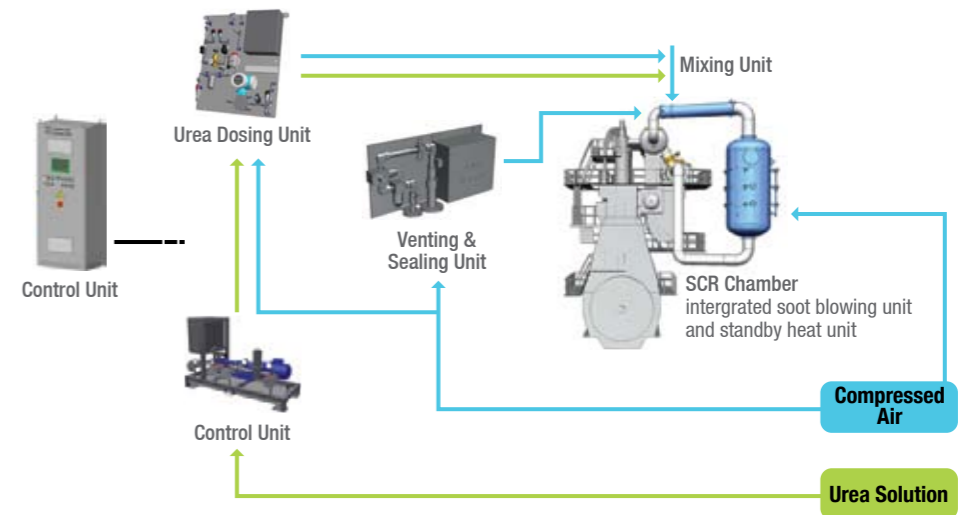 Mixing Unit
Urea Dosing Unit
Venting &
Sealing Unit
Control Unit
SCR Chamber
intergrated soot blowing unit
and standby heat unit
Compressed
Air
Control Unit
Urea Solution